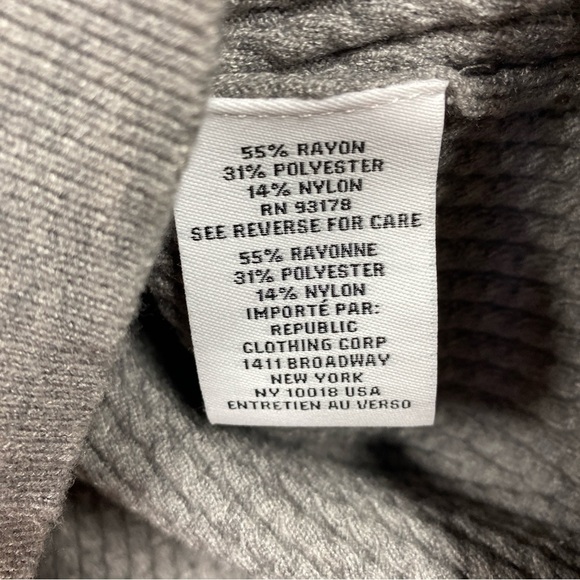 55% RAYON
31% POLYESTER
14% NYLON
RN 93178
SEE REVERSE FOR CARE
55% RAYONNE
31% POLYESTER
14% NYLON
IMPORTÉ PAR:
REPUBLIC
CLOTHING CORP
1411 BROADWAY
NEW YORK
NY 10018 USA
ENTRETIEN AU VERSO